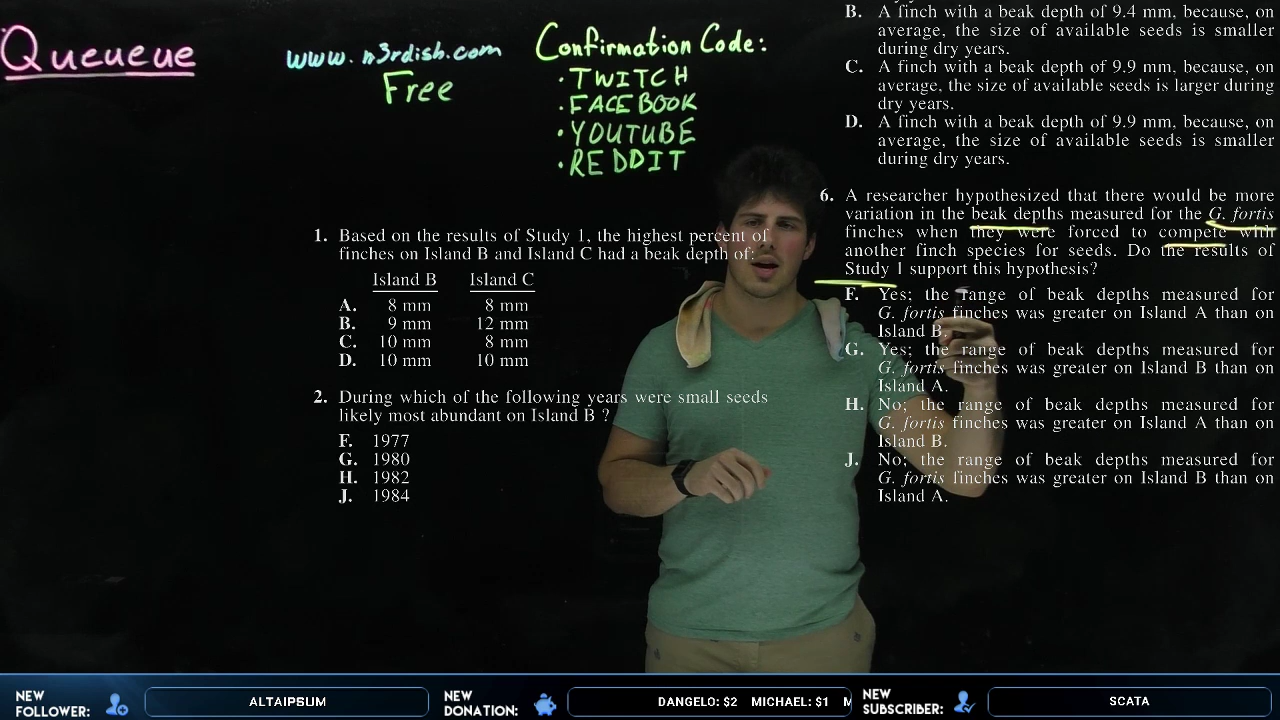 Queueue
www.n3rdish.com
Free
Confirmation Code:
· TWITCH
· FACEBOOK
· YOUTUBE
· REDDIT
1. Based on the results of Study 1, the highest percent of
finches on Island B and Island C had a beak depth of:
Island B Island C
A. 8 mm 8 mm
B. 9 mm 12 mm
C. 10 mm 8 mm
D. 10 mm 10 mm
2. During which of the following years were small seeds
likely most abundant on Island B ?
F. 1977
G. 1980
H. 1982
J. 1984
B. A finch with a beak depth of 9.4 mm, because, on
average, the size of available seeds is smaller
during dry years.
C. A finch with a beak depth of 9.9 mm, because, on
average, the size of available seeds is larger during
dry years.
D. A finch with a beak depth of 9.9 mm, because, on
average, the size of available seeds is smaller
during dry years.
6. A researcher hypothesized that there would be more
variation in the beak depths measured for the G. fortis
finches when they were forced to compete with
another finch species for seeds. Do the results of
Study 1 support this hypothesis?
F. Yes; the range of beak depths measured for
G. fortis finches was greater on Island A than on
Island B.
G. Yes; the range of beak depths measured for
G. fortis finches was greater on Island B than on
Island A.
H. No; the range of beak depths measured for
G. fortis finches was greater on Island A than on
Island B.
J. No; the range of beak depths measured for
G. fortis finches was greater on Island B than on
Island A.
NEW FOLLOWER:
ALTAIPSUM
NEW DONATION:
DANGELO: $2 MICHAEL: $1 M
NEW SUBSCRIBER:
SCATA